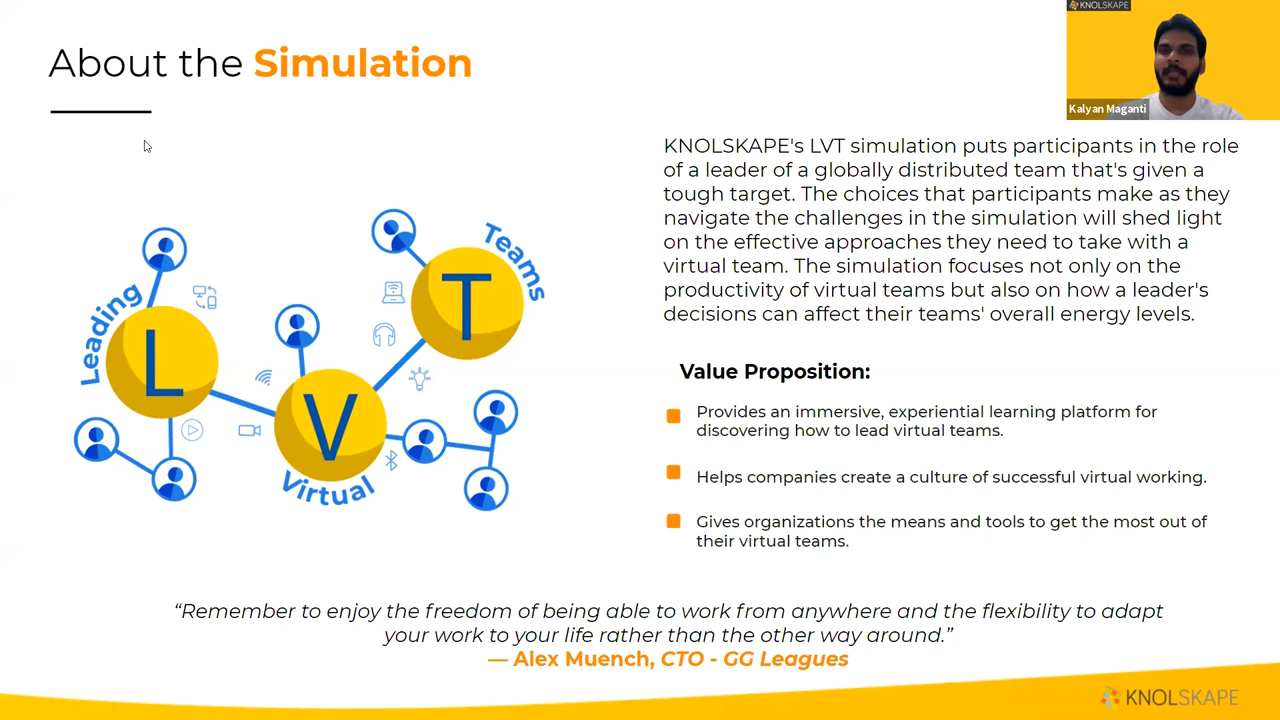 About the Simulation
KNOLSKAPE
Kalyan Maganti
KNOLSKAPE's LVT simulation puts participants in the role
of a leader of a globally distributed team that's given a
tough target. The choices that participants make as they
navigate the challenges in the simulation will shed light
on the effective approaches they need to take with a
virtual team. The simulation focuses not only on the
productivity of virtual teams but also on how a leader's
decisions can affect their teams' overall energy levels.
Leading
L
Virtual
V
Teams
T
Value Proposition:
Provides an immersive, experiential learning platform for
discovering how to lead virtual teams.
Helps companies create a culture of successful virtual working.
Gives organizations the means and tools to get the most out of
their virtual teams.
“Remember to enjoy the freedom of being able to work from anywhere and the flexibility to adapt
your work to your life rather than the other way around.”
— Alex Muench, CTO - GG Leagues
KNOLSKAPE